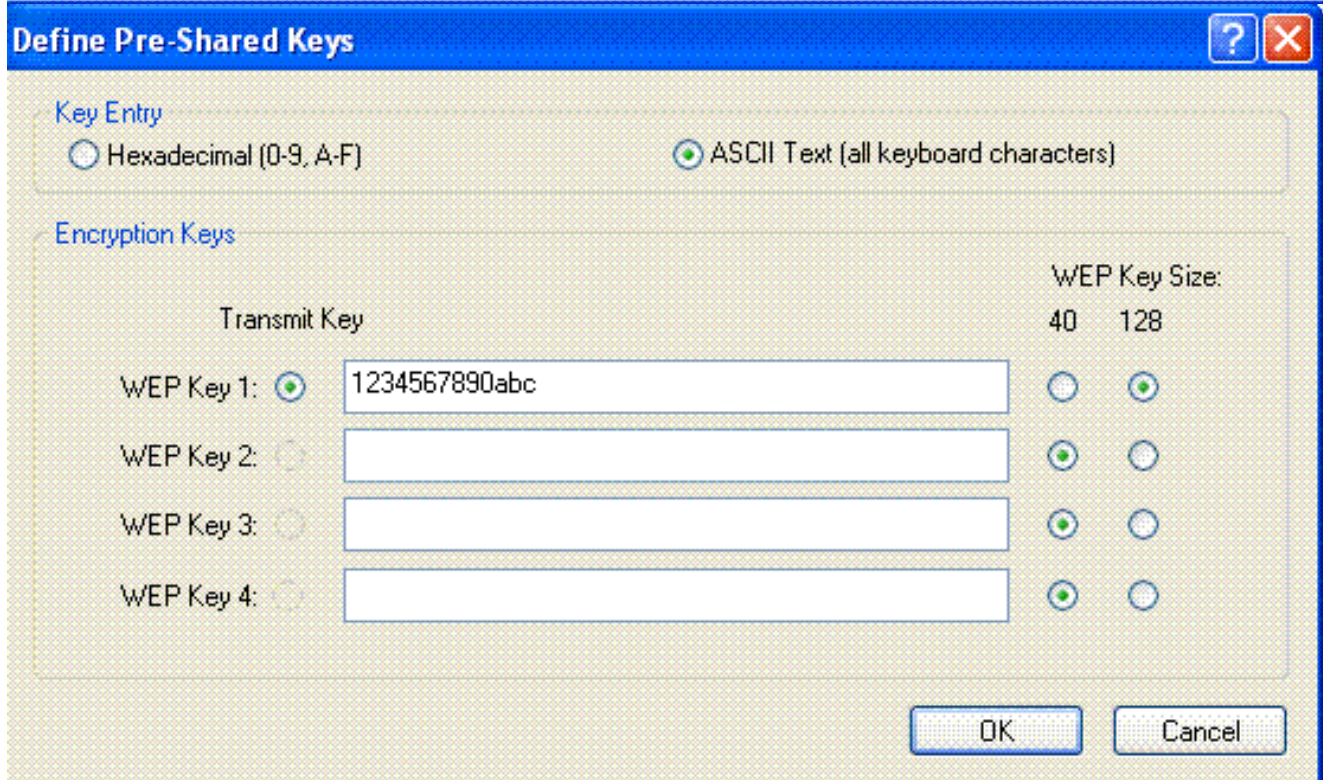 Define Pre-Shared Keys
Key Entry
Hexadecimal (0-9, A-F) ASCII Text (all keyboard characters)
Encryption Keys
WEP Key Size:
Transmit Key 40 128
WEP Key 1: 1234567890abc
WEP Key 2:
WEP Key 3:
WEP Key 4:
OK Cancel